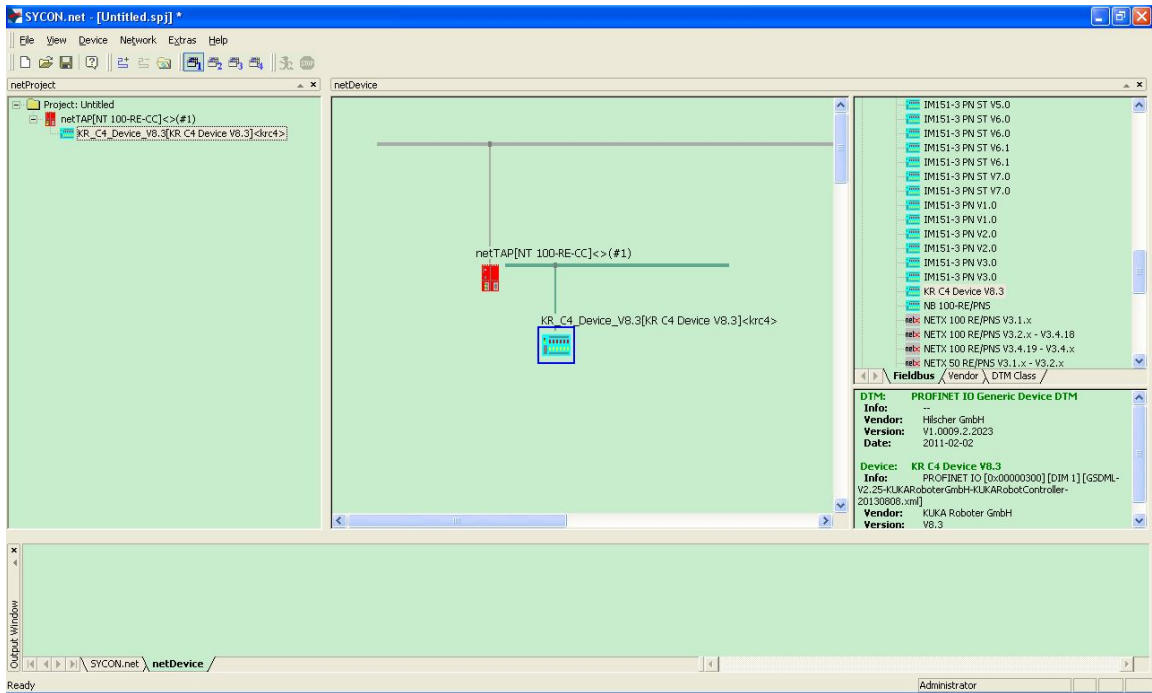 SYCON.net - [Untitled.spj] *
File View Device Network Extras Help
netProject
netDevice
Project: Untitled
netTAP[NT 100-RE-CC]<>(#1)
KR_C4_Device_V8.3[KR C4 Device V8.3]<krc4>
netTAP[NT 100-RE-CC]<>(#1)
KR_C4_Device_V8.3[KR C4 Device V8.3]<krc4>
IM151-3 PN ST V5.0
IM151-3 PN ST V6.0
IM151-3 PN ST V6.0
IM151-3 PN ST V6.1
IM151-3 PN ST V6.1
IM151-3 PN ST V7.0
IM151-3 PN ST V7.0
IM151-3 PN V1.0
IM151-3 PN V1.0
IM151-3 PN V2.0
IM151-3 PN V2.0
IM151-3 PN V3.0
IM151-3 PN V3.0
KR C4 Device V8.3
NB 100-RE/PNS
NETX 100 RE/PNS V3.1.x
NETX 100 RE/PNS V3.2.x - V3.4.18
NETX 100 RE/PNS V3.4.19 - V3.4.x
NETX 50 RE/PNS V3.1.x - V3.2.x
Fieldbus Vendor DTM Class
DTM: PROFINET IO Generic Device DTM
Info: --
Vendor: Hilscher GmbH
Version: V1.0009.2.2023
Date: 2011-02-02
Device: KR C4 Device V8.3
Info: PROFINET IO [0x00000300] [DIM 1] [GSDML-
V2.25-KUKARoboterGmbH-KUKARobotController-
20130808.xml]
Vendor: KUKA Roboter GmbH
Version: V8.3
Output Window
SYCON.net netDevice
Ready
Administrator